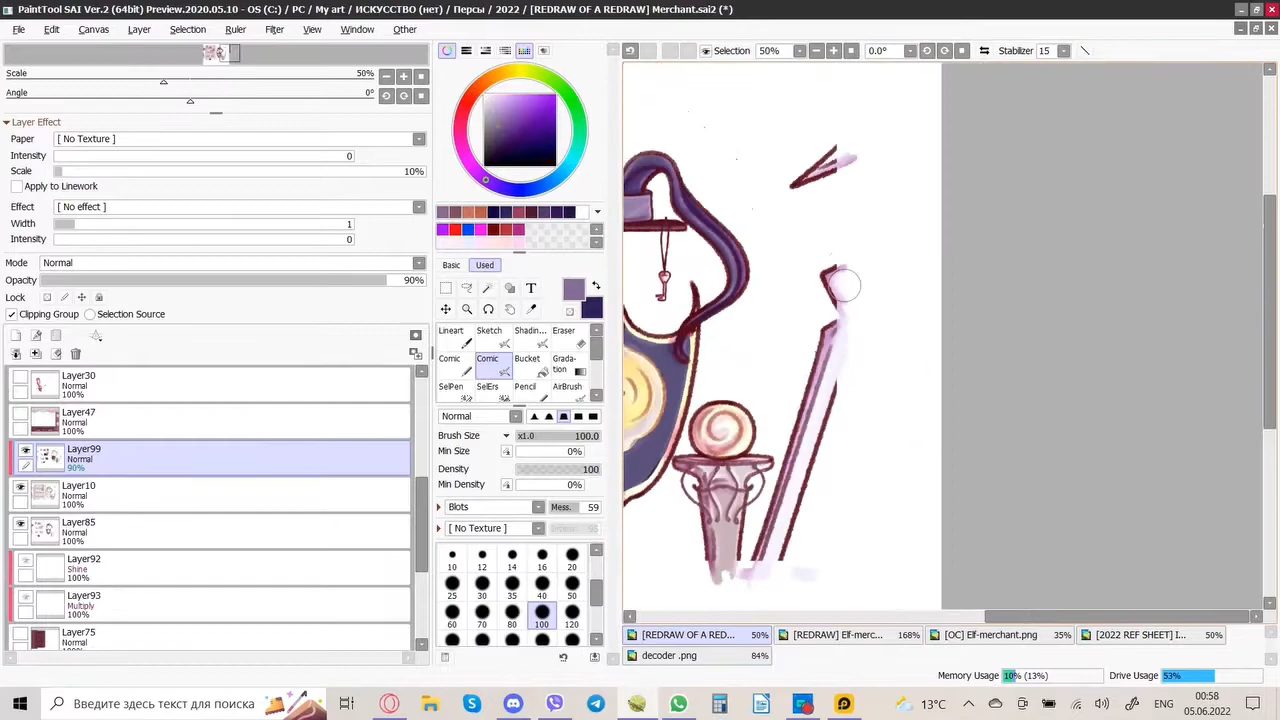 PaintTool SAI Ver.2 (64bit) Preview.2020.05.10 - OS (C:) / PC / My art / ИСКУССТВО (нет) / Персы / 2022 / [REDRAW OF A REDRAW] Merchant.sai2 (*)
File Edit Canvas Layer Selection Ruler Filter View Window Other
Selection 50% 0.0° Stabilizer 15
Scale 50%
Angle 0°
Layer Effect
Paper [ No Texture ]
Intensity 0
Scale 10%
Apply to Linework
Effect [ No effect ]
Width 1
Intensity 0
Mode Normal
Opacity 90%
Lock
Clipping Group Selection Source
Layer30
Normal
100%
Layer47
Normal
100%
Layer99
Normal
90%
Layer10
Normal
100%
Layer85
Normal
100%
Layer92
Shine
100%
Layer93
Multiply
100%
Layer75
Normal
Basic Used
T
Lineart Sketch Shadin... Eraser
Comic Comic Bucket Grada-tion
SelPen SelErs Pencil AirBrush
Normal
Brush Size x1.0 100.0
Min Size 0%
Density 100
Min Density 0%
Blots Mess. 59
[ No Texture ]
10 12 14 16 20
25 30 35 40 50
60 70 80 100 120
[REDRAW OF A RED... 50% [REDRAW] Elf-merc... 168% [OC] Elf-merchant.png 35% [2022 REF SHEET] I... 50%
decoder .png 84%
Memory Usage 10% (13%) Drive Usage 53%
Введите здесь текст для поиска 13°C ENG 00:58
05.06.2022